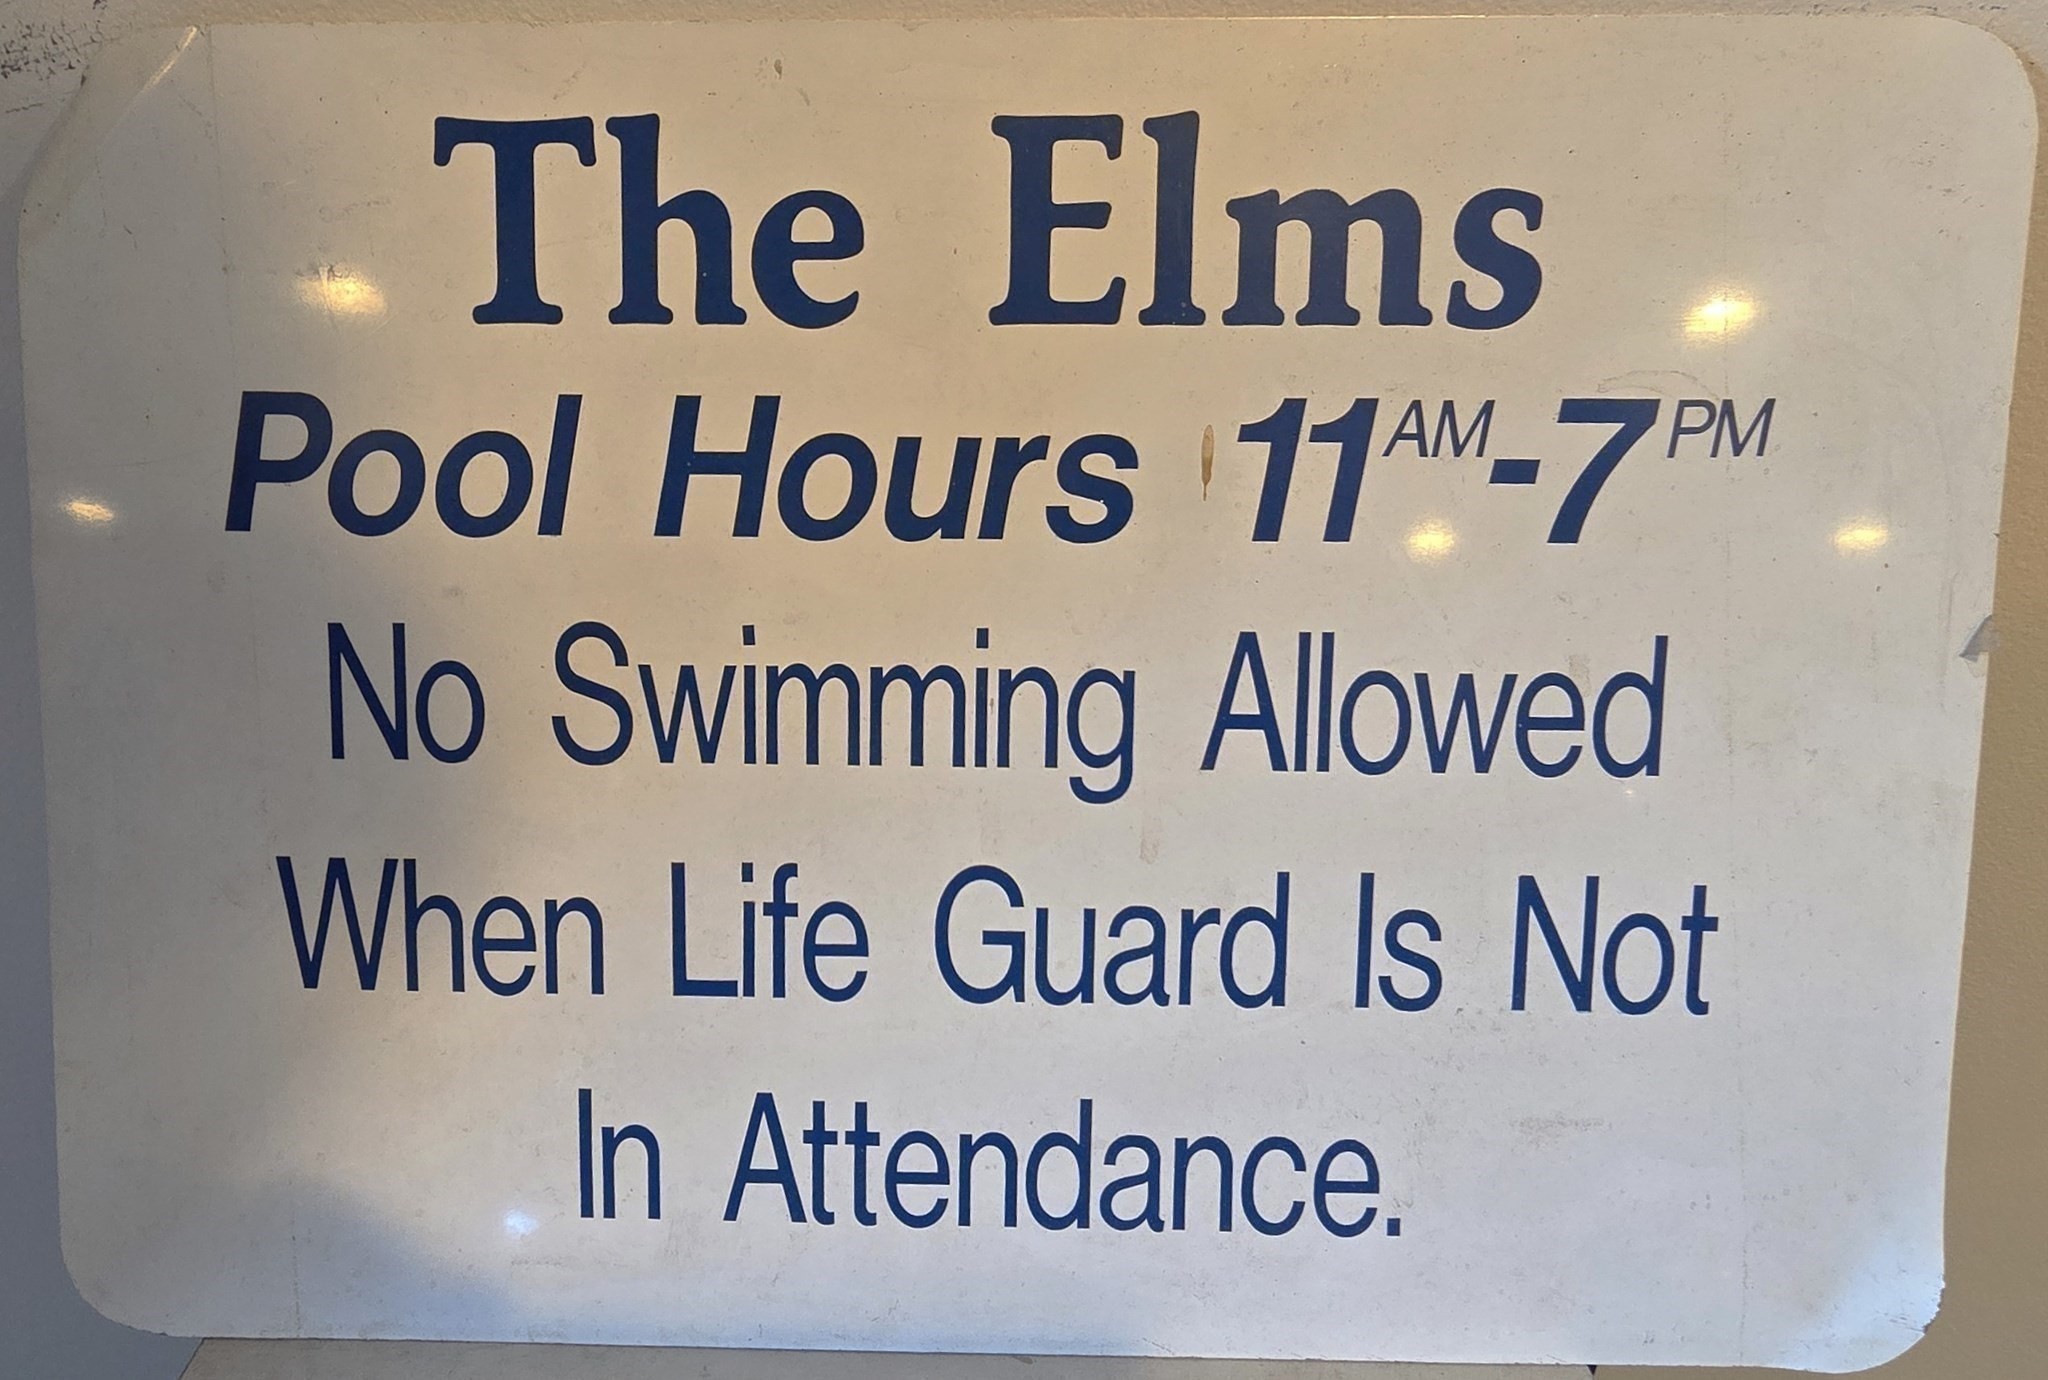 The Elms
Pool Hours 11AM-7PM
No Swimming Allowed
When Life Guard Is Not
In Attendance.